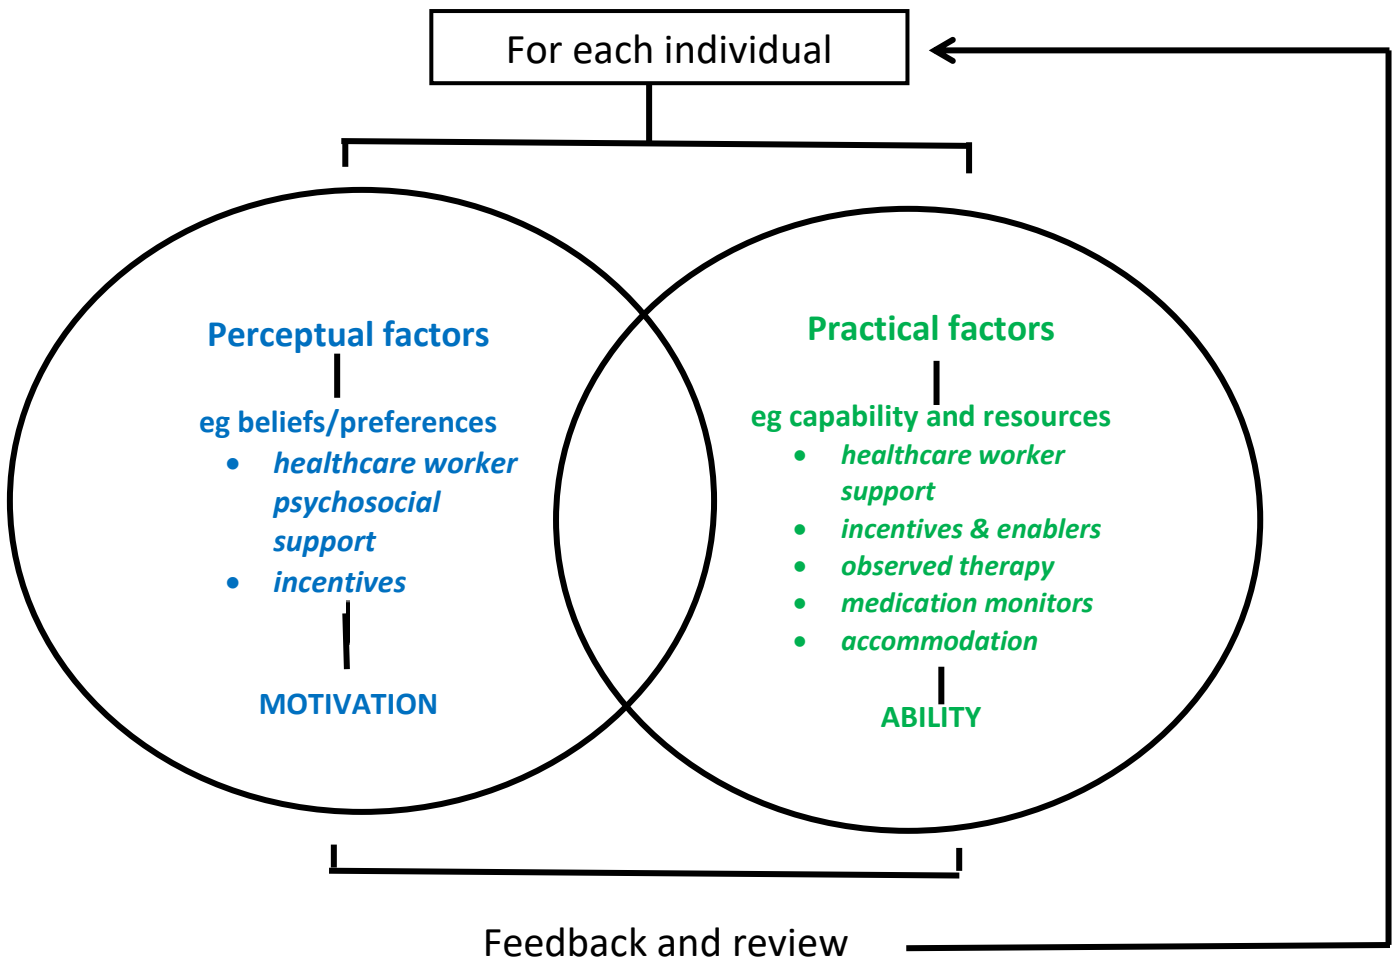 For each individual
Perceptual factors
eg beliefs/preferences
• healthcare worker
psychosocial
support
• incentives
MOTIVATION
Practical factors
eg capability and resources
• healthcare worker
support
• incentives & enablers
• observed therapy
• medication monitors
• accommodation
ABILITY
Feedback and review